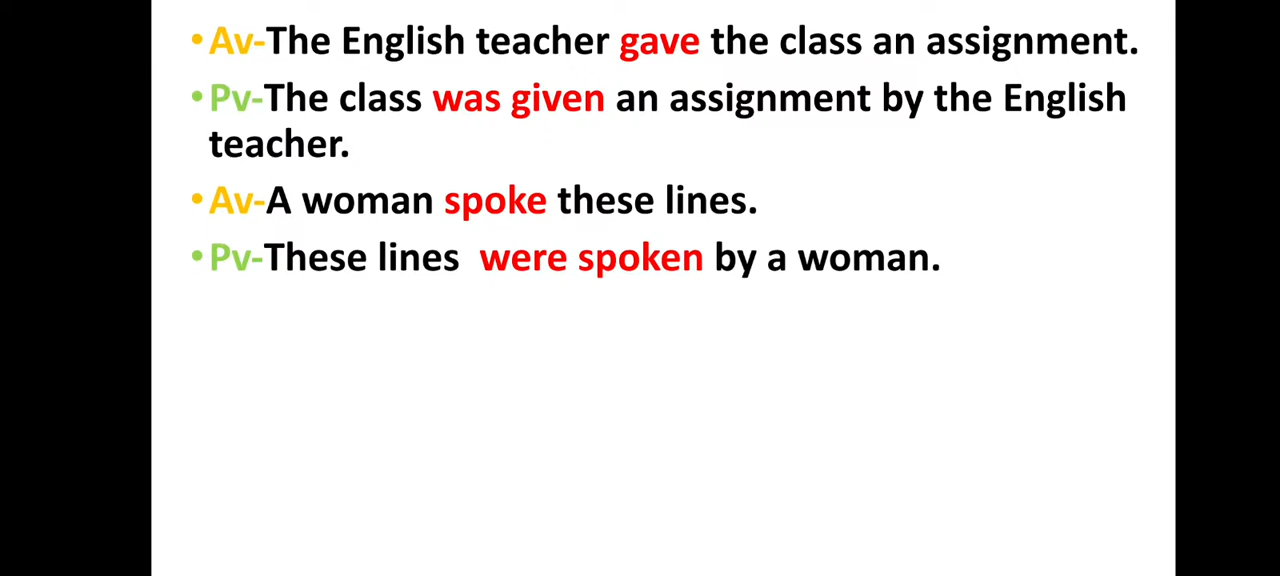 •Av-The English teacher gave the class an assignment.
•Pv-The class was given an assignment by the English
teacher.
•Av-A woman spoke these lines.
•Pv-These lines were spoken by a woman.